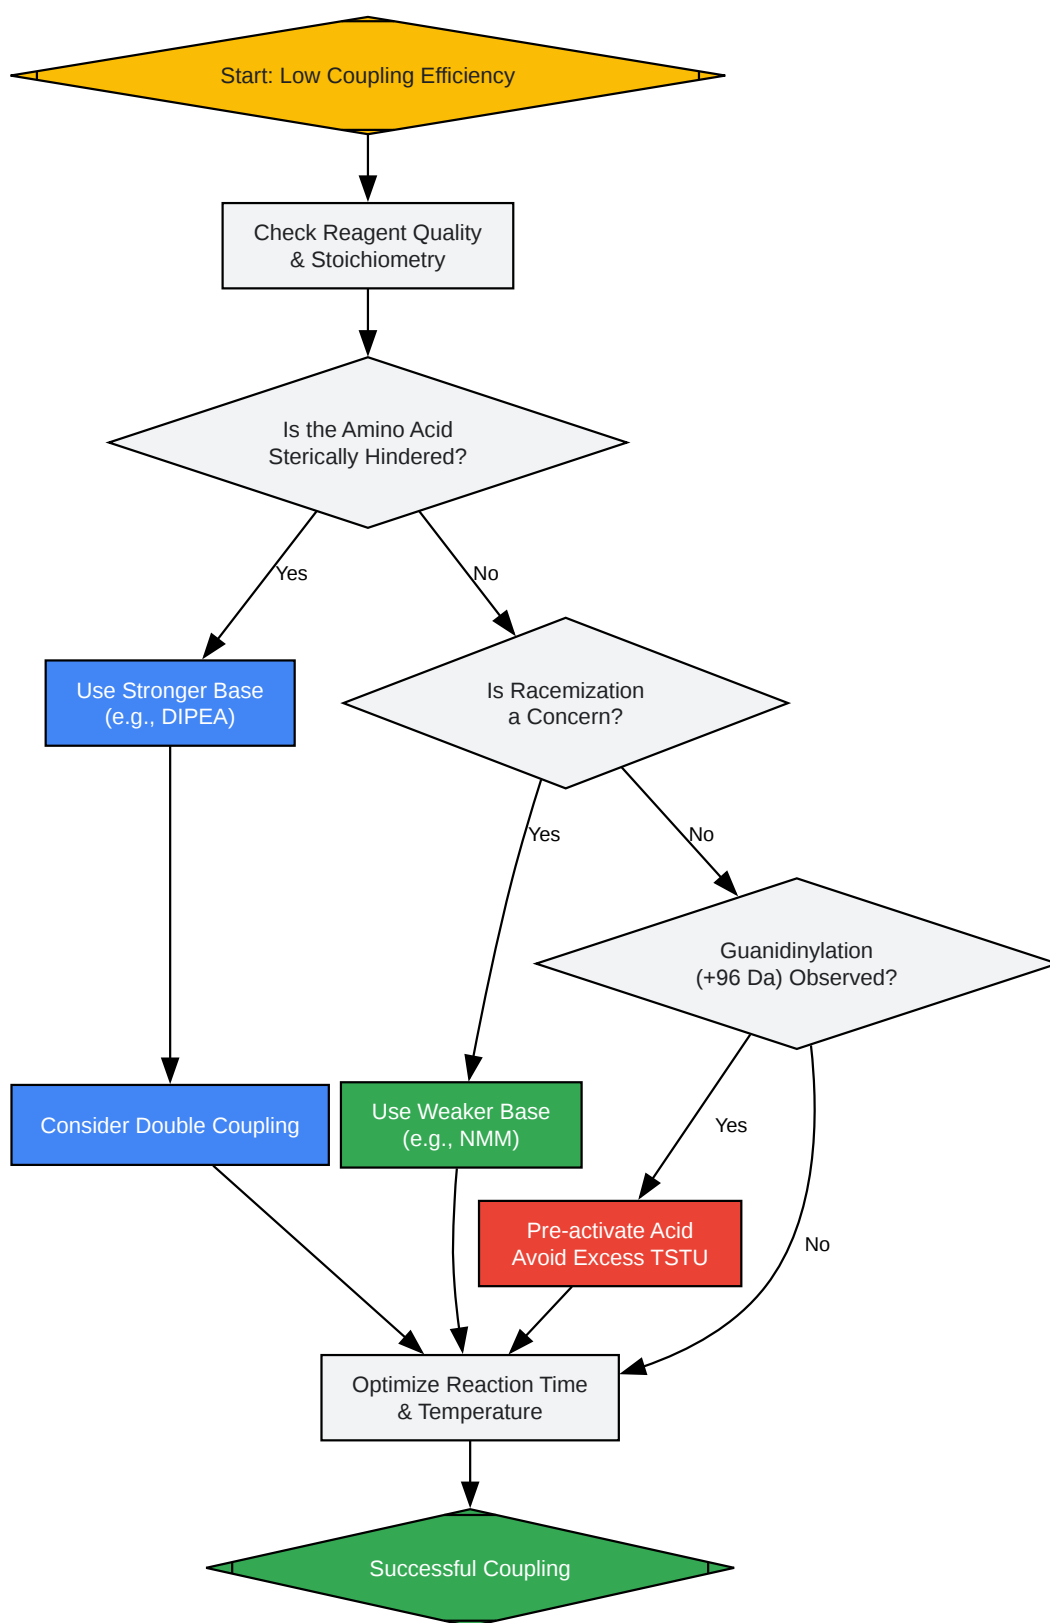 Start: Low Coupling Efficiency
Check Reagent Quality
& Stoichiometry
Is the Amino Acid
Sterically Hindered?
Yes
No
Use Stronger Base
(e.g., DIPEA)
Is Racemization
a Concern?
Yes
No
Guanidinylation
(+96 Da) Observed?
Consider Double Coupling
Use Weaker Base
(e.g., NMM)
Yes
No
Pre-activate Acid
Avoid Excess TSTU
Optimize Reaction Time
& Temperature
Successful Coupling